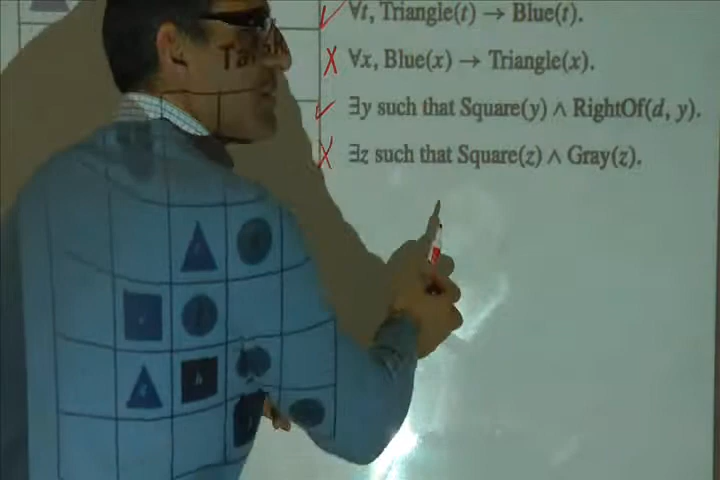 ✓ ∀t, Triangle(t) → Blue(t).
X ∀x, Blue(x) → Triangle(x).
✓ ∃y such that Square(y) ∧ RightOf(d, y).
X ∃z such that Square(z) ∧ Gray(z).